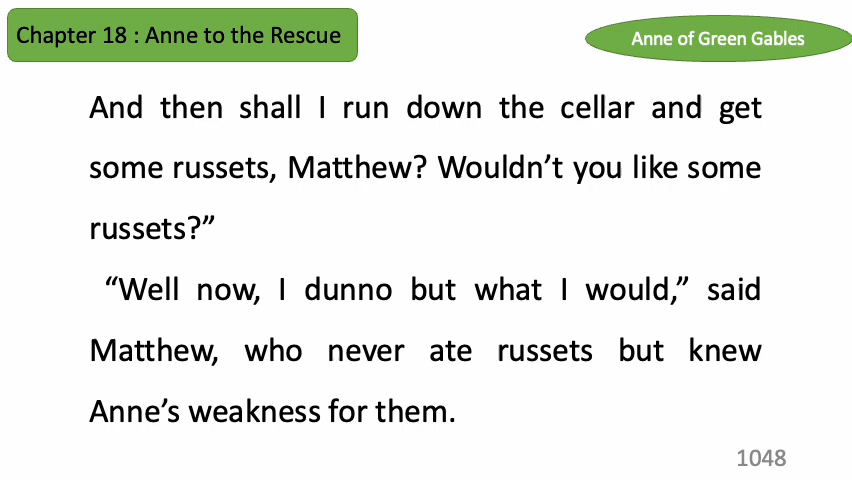 Chapter 18 : Anne to the Rescue
Anne of Green Gables
And then shall I run down the cellar and get
some russets, Matthew? Wouldn’t you like some
russets?”
“Well now, I dunno but what I would,” said
Matthew, who never ate russets but knew
Anne’s weakness for them.
1048